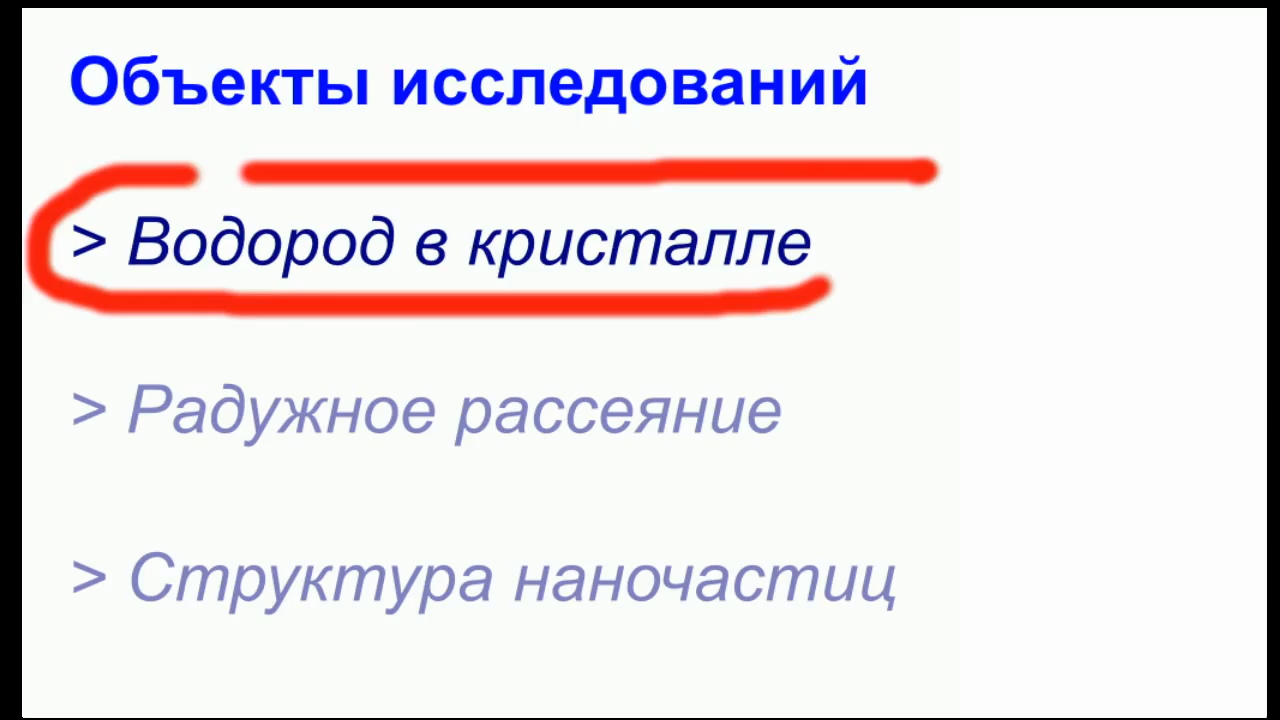 Объекты исследований
> Водород в кристалле
> Радужное рассеяние
> Структура наночастиц